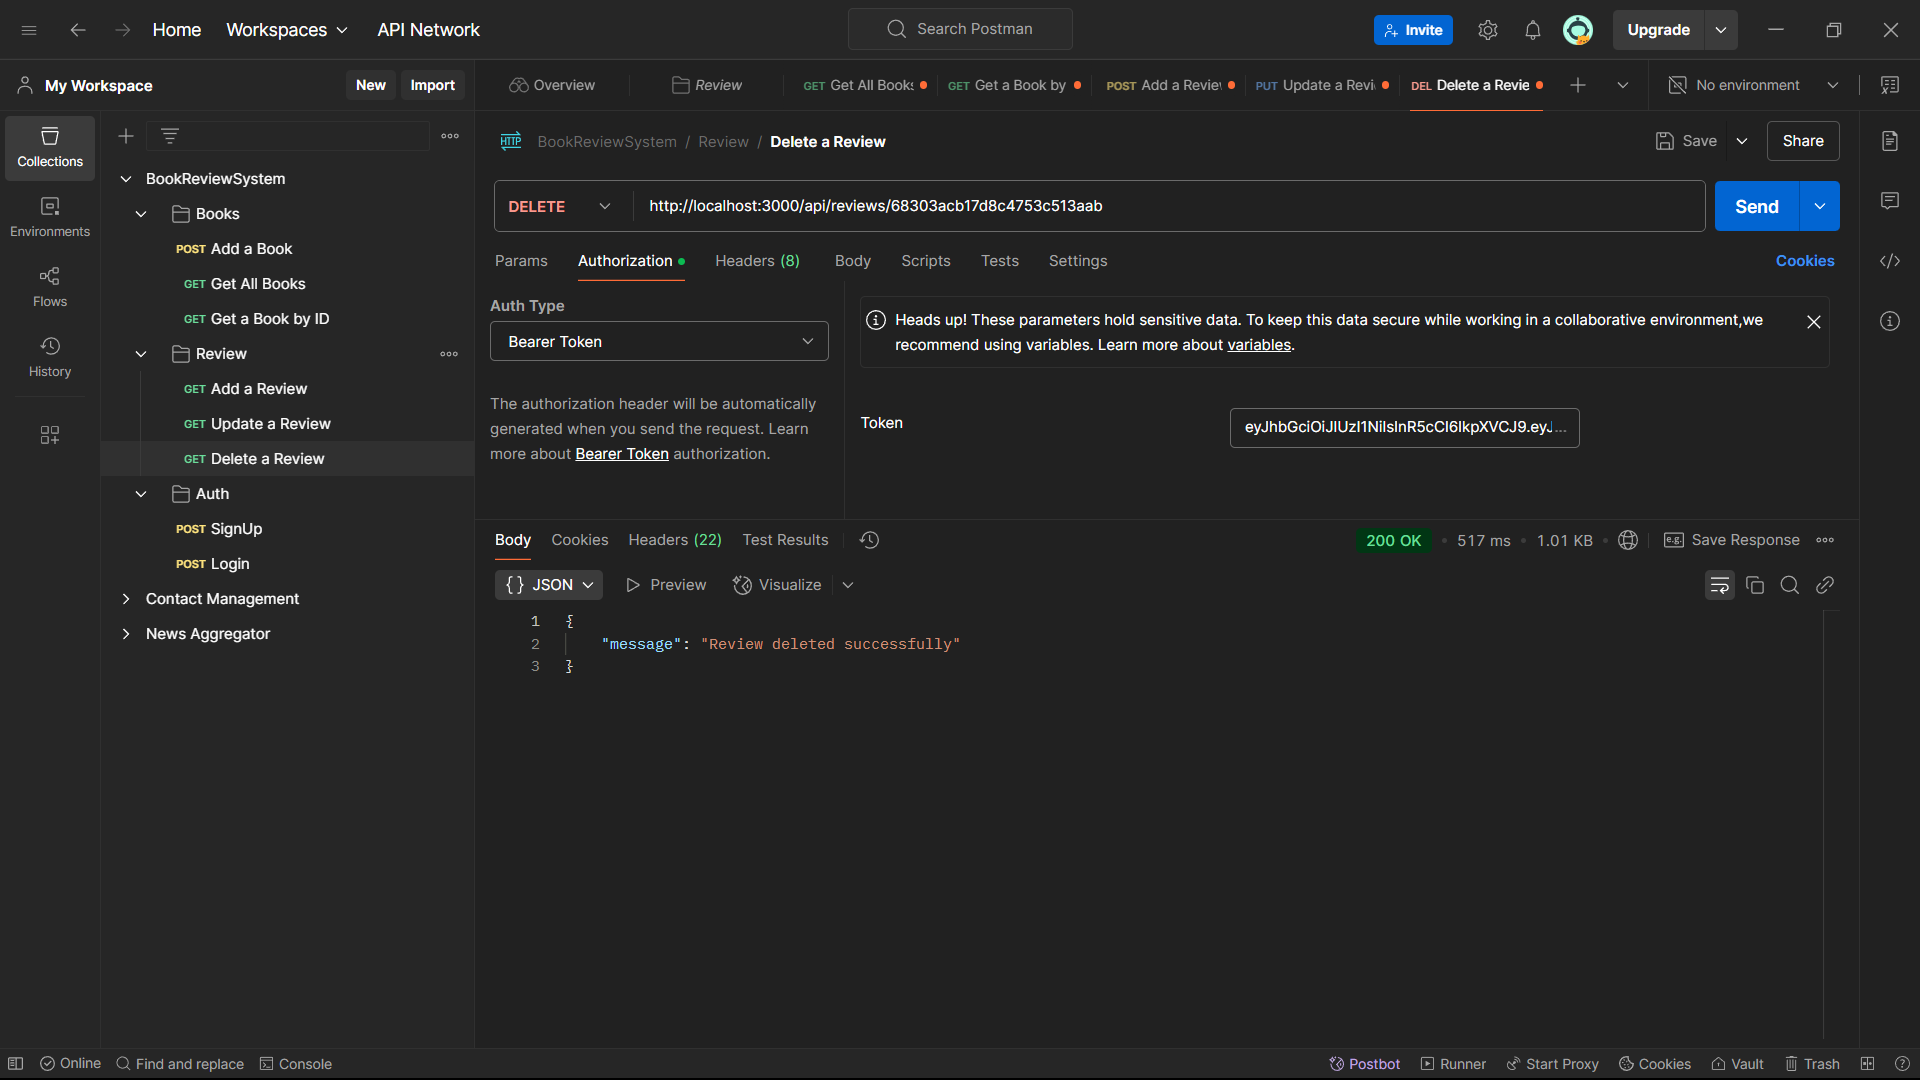 Home Workspaces API Network Search Postman Invite Upgrade
My Workspace New Import Overview Review GET Get All Books GET Get a Book by POST Add a Review PUT Update a Revi DEL Delete a Revie No environment
Collections
Environments
Flows
History
BookReviewSystem
Books
POST Add a Book
GET Get All Books
GET Get a Book by ID
Review
GET Add a Review
GET Update a Review
GET Delete a Review
Auth
POST SignUp
POST Login
Contact Management
News Aggregator
HTTP BookReviewSystem / Review / Delete a Review Save Share
DELETE http://localhost:3000/api/reviews/68303acb17d8c4753c513aab Send
Params Authorization Headers (8) Body Scripts Tests Settings Cookies
Auth Type
Bearer Token
The authorization header will be automatically
generated when you send the request. Learn
more about Bearer Token authorization.
Heads up! These parameters hold sensitive data. To keep this data secure while working in a collaborative environment,we
recommend using variables. Learn more about variables.
Token eyJhbGciOiJIUzI1NiIsInR5cCI6IkpXVCJ9.eyJ...
Body Cookies Headers (22) Test Results 200 OK • 517 ms • 1.01 KB • e.g. Save Response
{} JSON Preview Visualize
1 {
2 "message": "Review deleted successfully"
3 }
Online Find and replace Console Postbot Runner Start Proxy Cookies Vault Trash